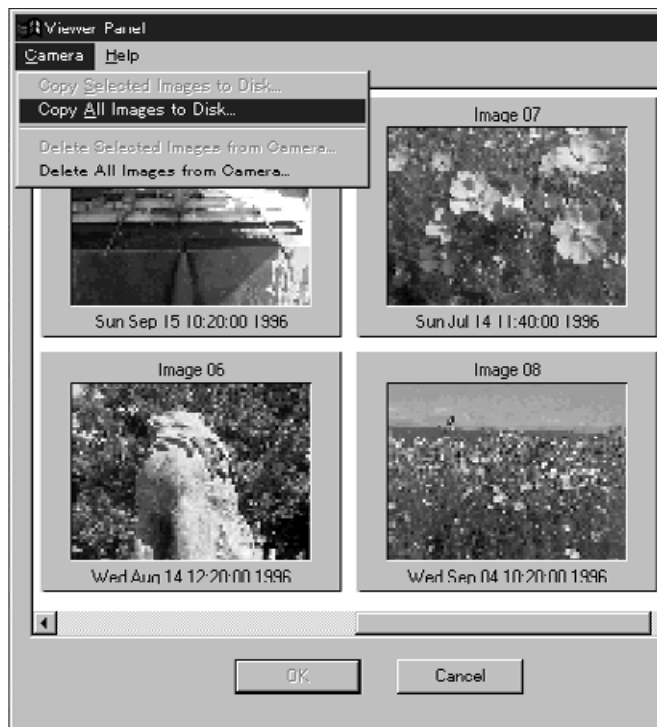 Viewer Panel
Camera Help
Copy Selected Images to Disk...
Copy All Images to Disk...
Delete Selected Images from Camera...
Delete All Images from Camera...
Image 07
Sun Sep 15 10:20:00 1996
Sun Jul 14 11:40:00 1996
Image 06
Image 08
Wed Aug 14 12:20:00 1996
Wed Sep 04 10:20:00 1996
OK
Cancel